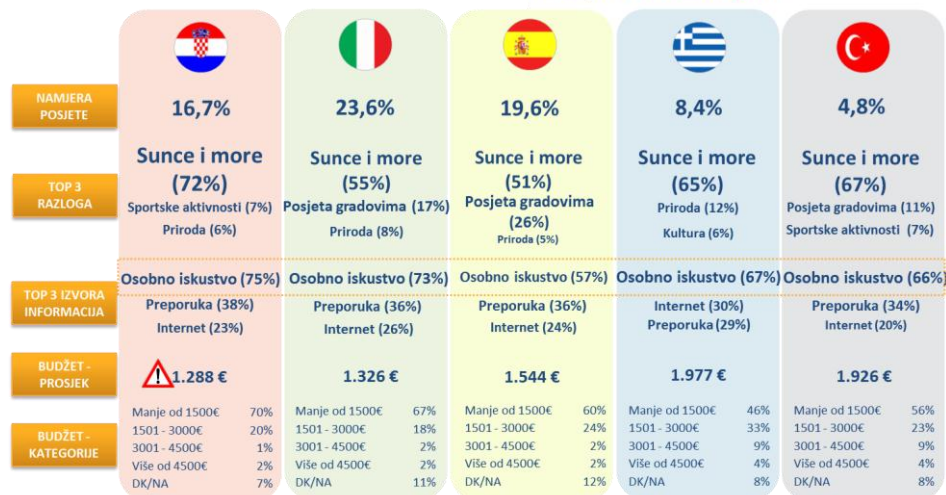 NAMJERA
POSJETE
16,7%
23,6%
19,6%
8,4%
4,8%
TOP 3
RAZLOGA
Sunce i more
(72%)
Sportske aktivnosti (7%)
Priroda (6%)
Sunce i more
(55%)
Posjeta gradovima (17%)
Priroda (8%)
Sunce i more
(51%)
Posjeta gradovima
(26%)
Priroda (5%)
Sunce i more
(65%)
Priroda (12%)
Kultura (6%)
Sunce i more
(67%)
Posjeta gradovima (11%)
Sportske aktivnosti (7%)
TOP 3 IZVORA
INFORMACIJA
Osobno iskustvo (75%)
Preporuka (38%)
Internet (23%)
Osobno iskustvo (73%)
Preporuka (36%)
Internet (26%)
Osobno iskustvo (57%)
Preporuka (36%)
Internet (24%)
Osobno iskustvo (67%)
Internet (30%)
Preporuka (29%)
Osobno iskustvo (66%)
Preporuka (34%)
Internet (20%)
BUDŽET -
PROSJEK
1.288 €
1.326 €
1.544 €
1.977 €
1.926 €
BUDŽET -
KATEGORIJE
Manje od 1500€ 70%
1501 - 3000€ 20%
3001 - 4500€ 1%
Više od 4500€ 2%
DK/NA 7%
Manje od 1500€ 67%
1501 - 3000€ 18%
3001 - 4500€ 2%
Više od 4500€ 2%
DK/NA 11%
Manje od 1500€ 60%
1501 - 3000€ 24%
3001 - 4500€ 2%
Više od 4500€ 2%
DK/NA 12%
Manje od 1500€ 46%
1501 - 3000€ 33%
3001 - 4500€ 9%
Više od 4500€ 4%
DK/NA 8%
Manje od 1500€ 56%
1501 - 3000€ 23%
3001 - 4500€ 9%
Više od 4500€ 4%
DK/NA 8%